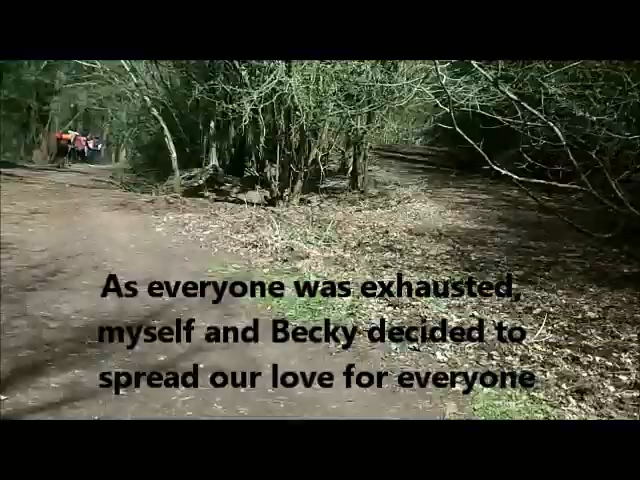 As everyone was exhausted,
myself and Becky decided to
spread our love for everyone